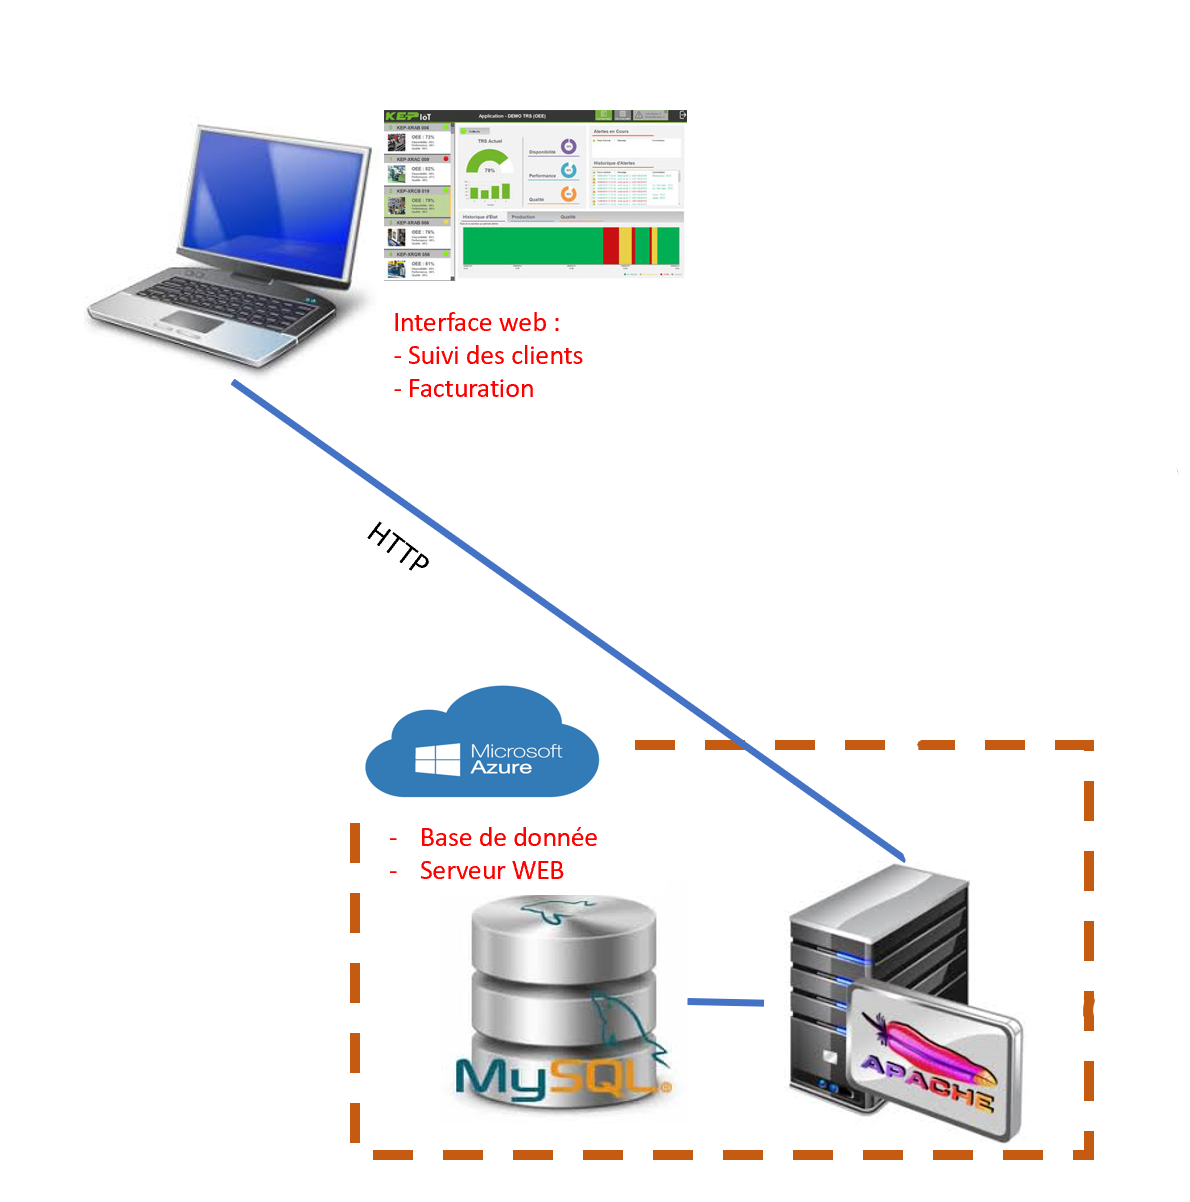 KEP IoT
Application - DEMO TRS (OEE)
KEP-XRAB 006
OEE : 73%
KEP-XRAC 009
OEE : 92%
KEP-XRCB 019
OEE : 79%
KEP-XRAB 006
OEE : 76%
KEP-XRQR 008
OEE : 81%
TRS Actuel
79%
Disponibilité
Performance
Qualité
Alertes en Cours
Historique d'Alertes
Historique d'Etat
Production
Qualité
Interface web :
- Suivi des clients
- Facturation
HTTP
Microsoft
Azure
- Base de donnée
- Serveur WEB
MySQL®
APACHE